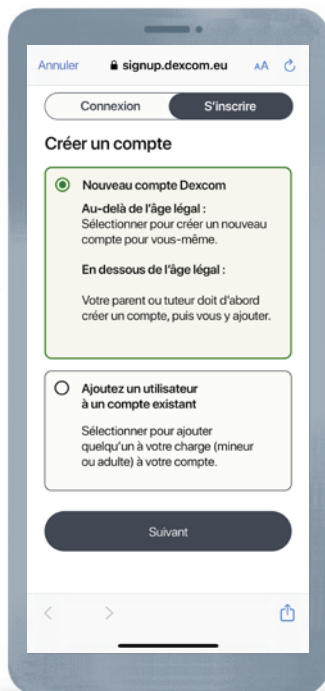 Annuler
signup.dexcom.eu
AA
Connexion
S'inscrire
Créer un compte
Nouveau compte Dexcom
Au-delà de l'âge légal :
Sélectionner pour créer un nouveau
compte pour vous-même.
En dessous de l'âge légal :
Votre parent ou tuteur doit d'abord
créer un compte, puis vous y ajouter.
Ajoutez un utilisateur
à un compte existant
Sélectionner pour ajouter
quelqu'un à votre charge (mineur
ou adulte) à votre compte.
Suivant